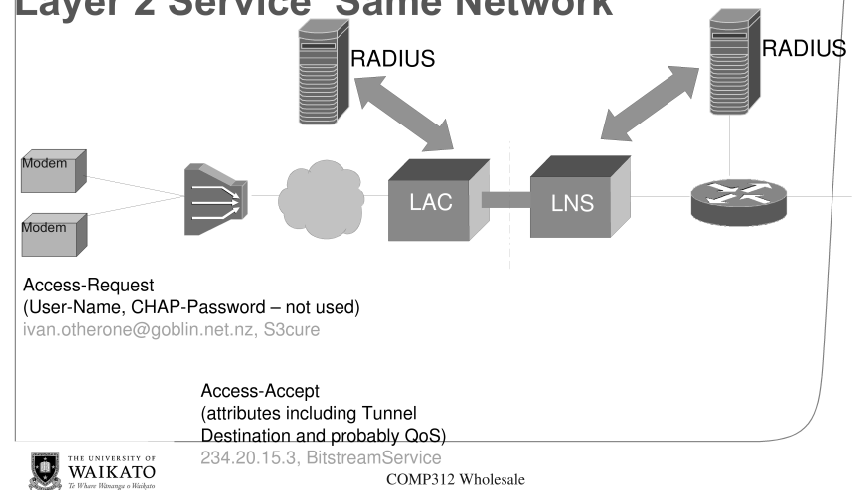 Layer 2 Service Same Network
RADIUS
RADIUS
Modem
Modem
LAC
LNS
Access-Request
(User-Name, CHAP-Password – not used)
ivan.otherone@goblin.net.nz, S3cure
Access-Accept
(attributes including Tunnel
Destination and probably QoS)
234.20.15.3, BitstreamService
THE UNIVERSITY OF
WAIKATO
Te Whare Wānanga o Waikato
COMP312 Wholesale